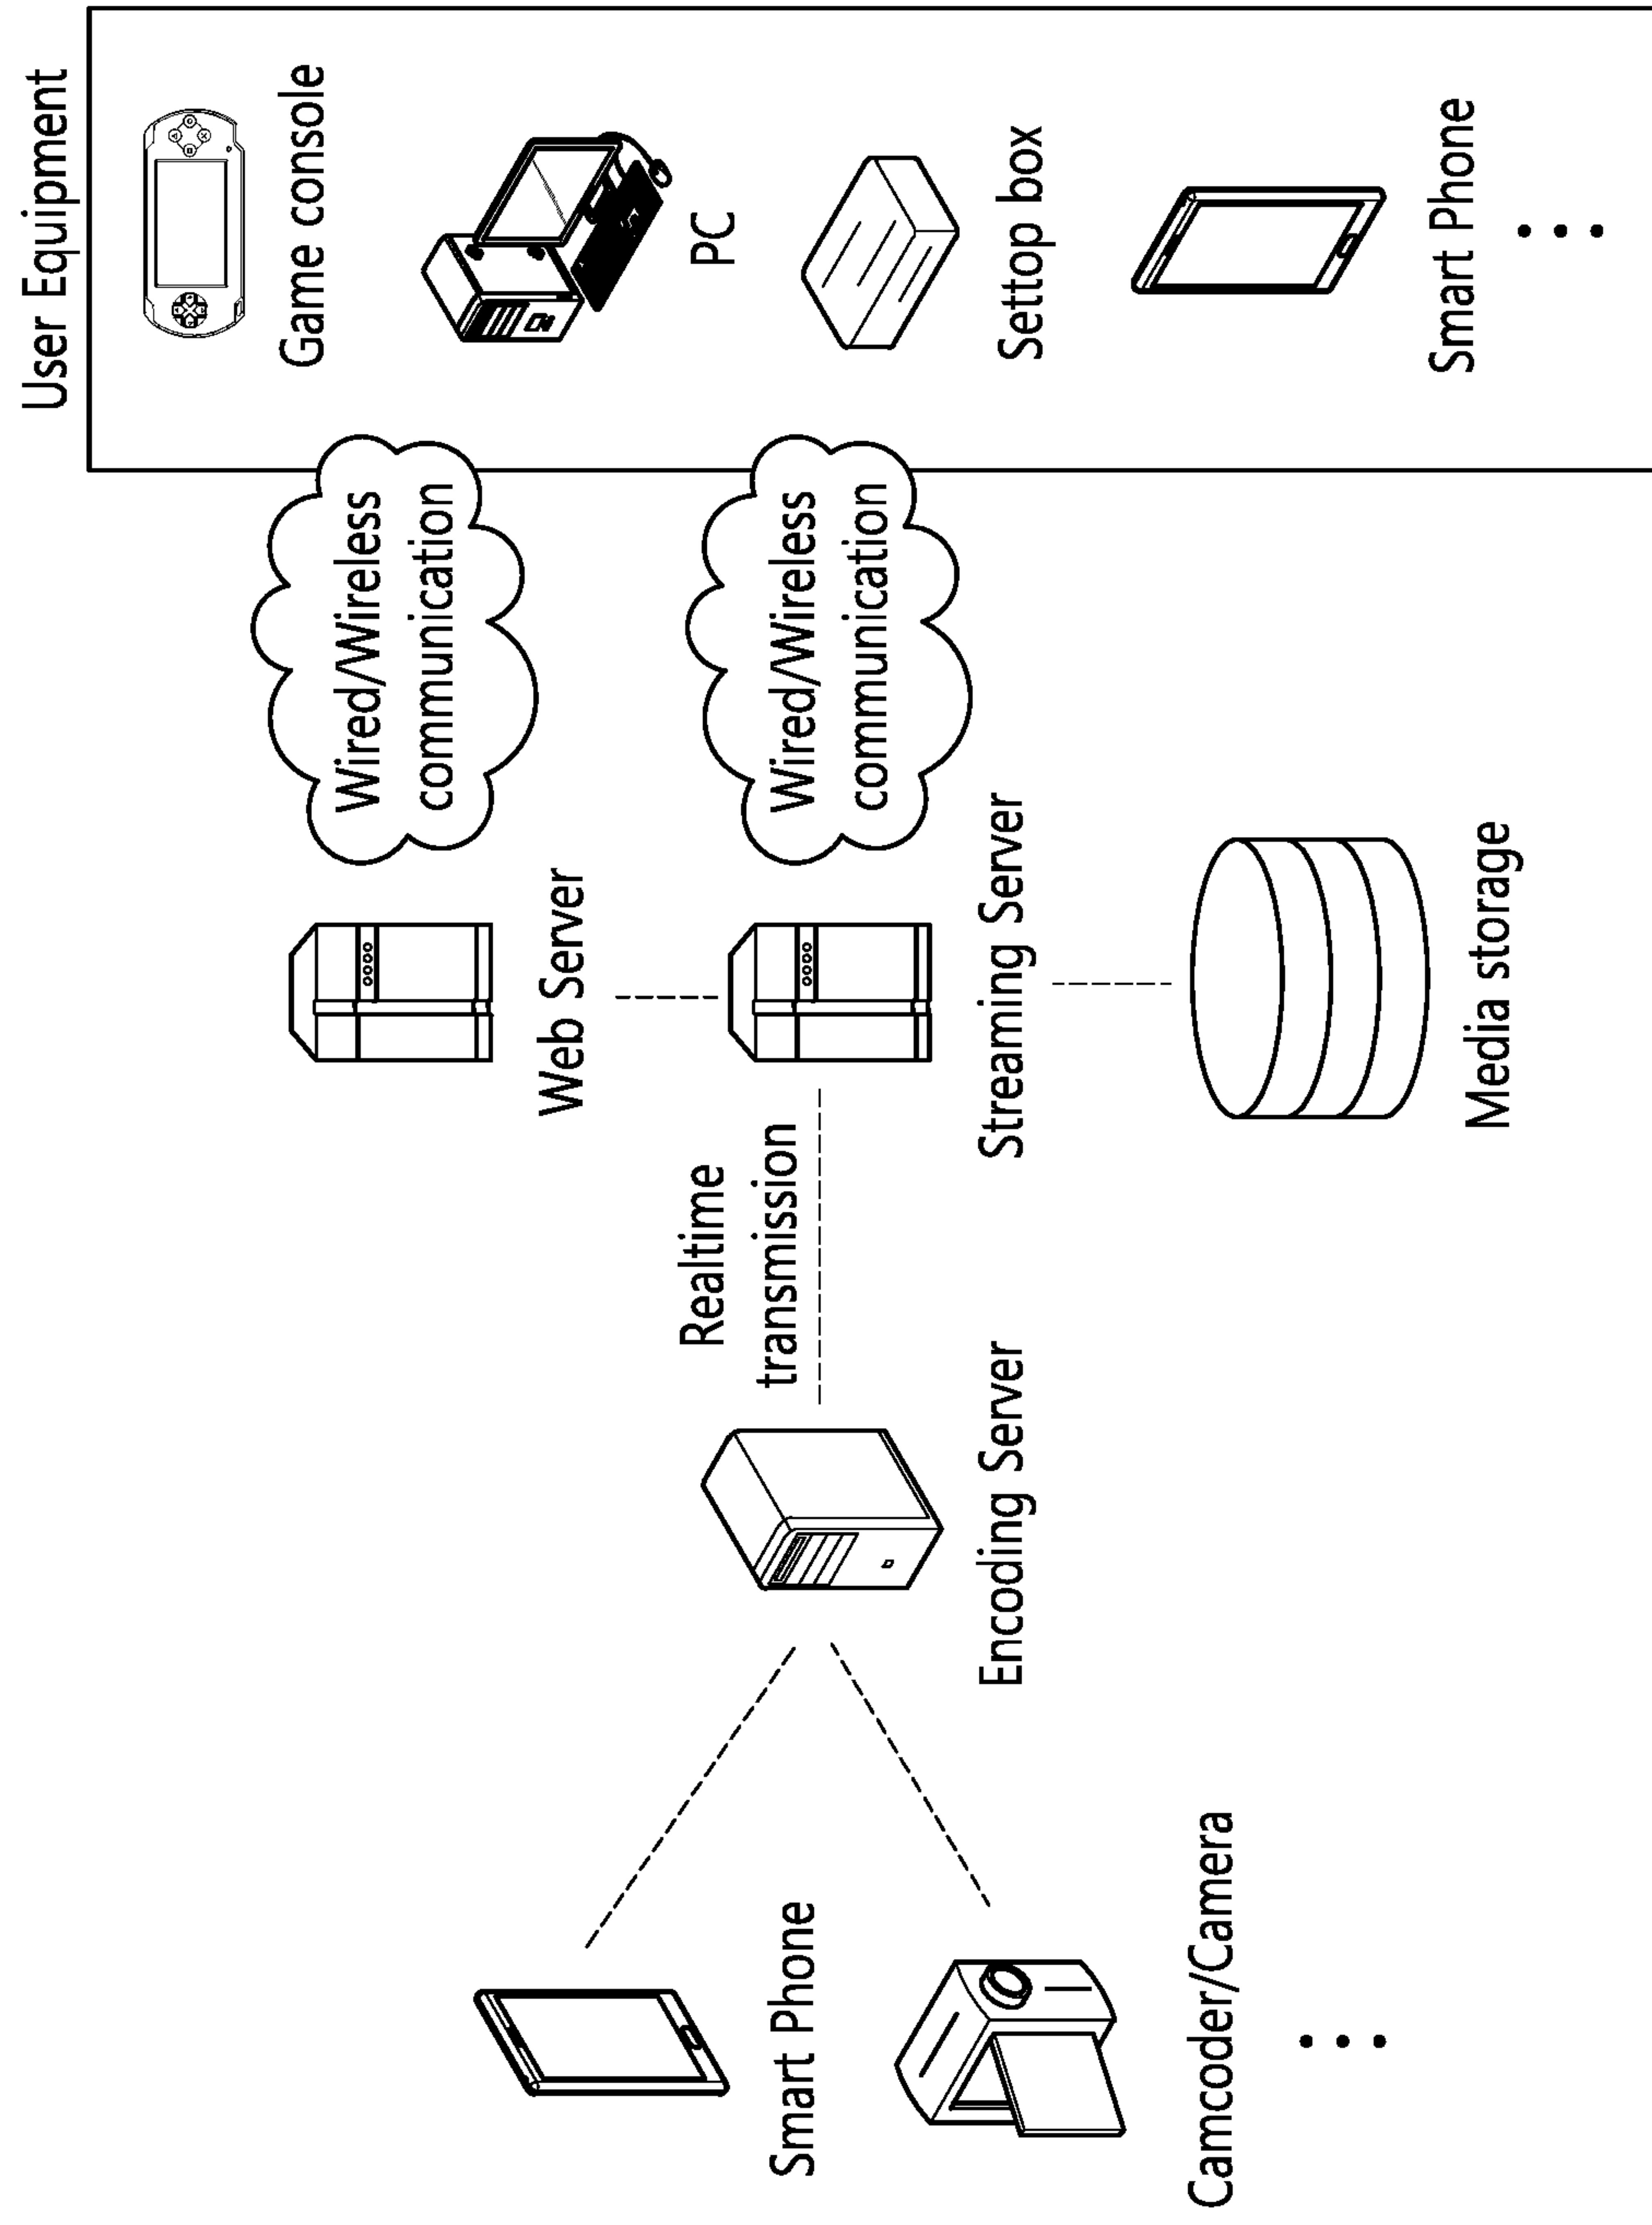 User Equipment
Game console
PC
Settop box
Smart Phone
Wired/Wireless
communication
Wired/Wireless
communication
Web Server
Streaming Server
Media storage
Realtime
transmission
Encoding Server
Smart Phone
Camcoder/Camera